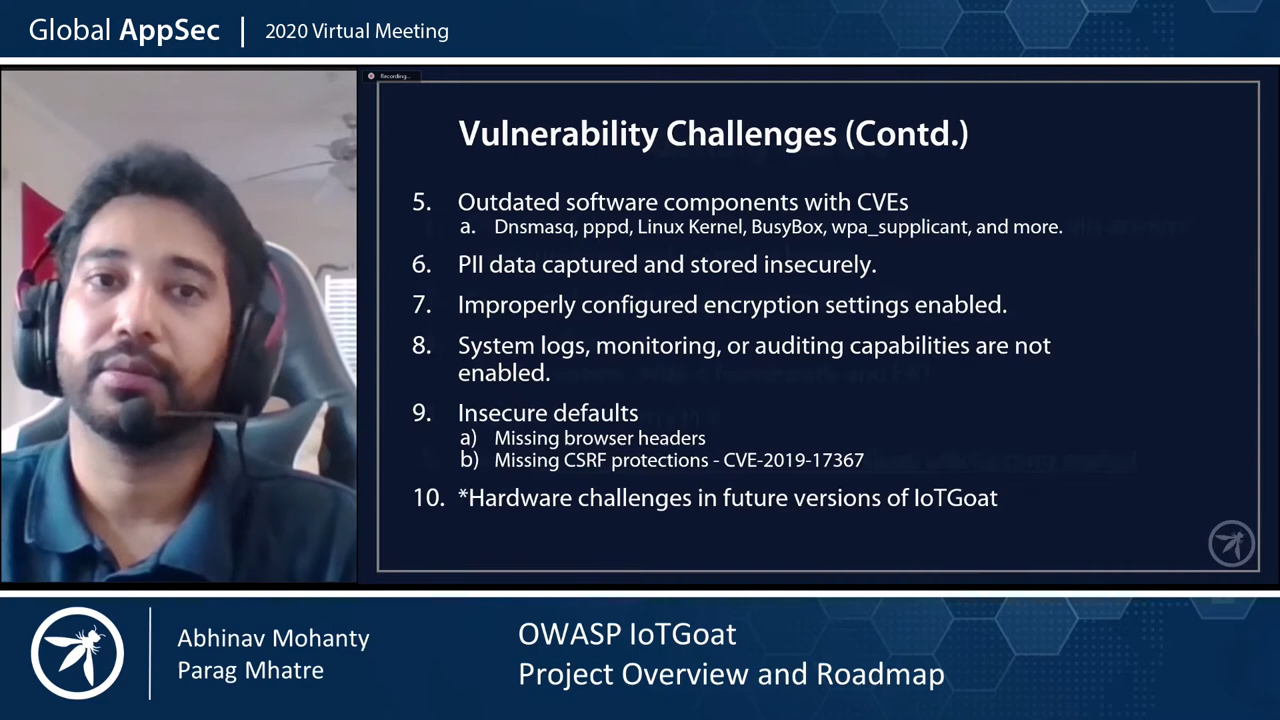 Global AppSec | 2020 Virtual Meeting
Recording...
Vulnerability Challenges (Contd.)
5. Outdated software components with CVEs
a. Dnsmasq, pppd, Linux Kernel, BusyBox, wpa_supplicant, and more.
6. PII data captured and stored insecurely.
7. Improperly configured encryption settings enabled.
8. System logs, monitoring, or auditing capabilities are not
enabled.
9. Insecure defaults
a) Missing browser headers
b) Missing CSRF protections - CVE-2019-17367
10. *Hardware challenges in future versions of IoTGoat
Abhinav Mohanty
Parag Mhatre
OWASP IoTGoat
Project Overview and Roadmap